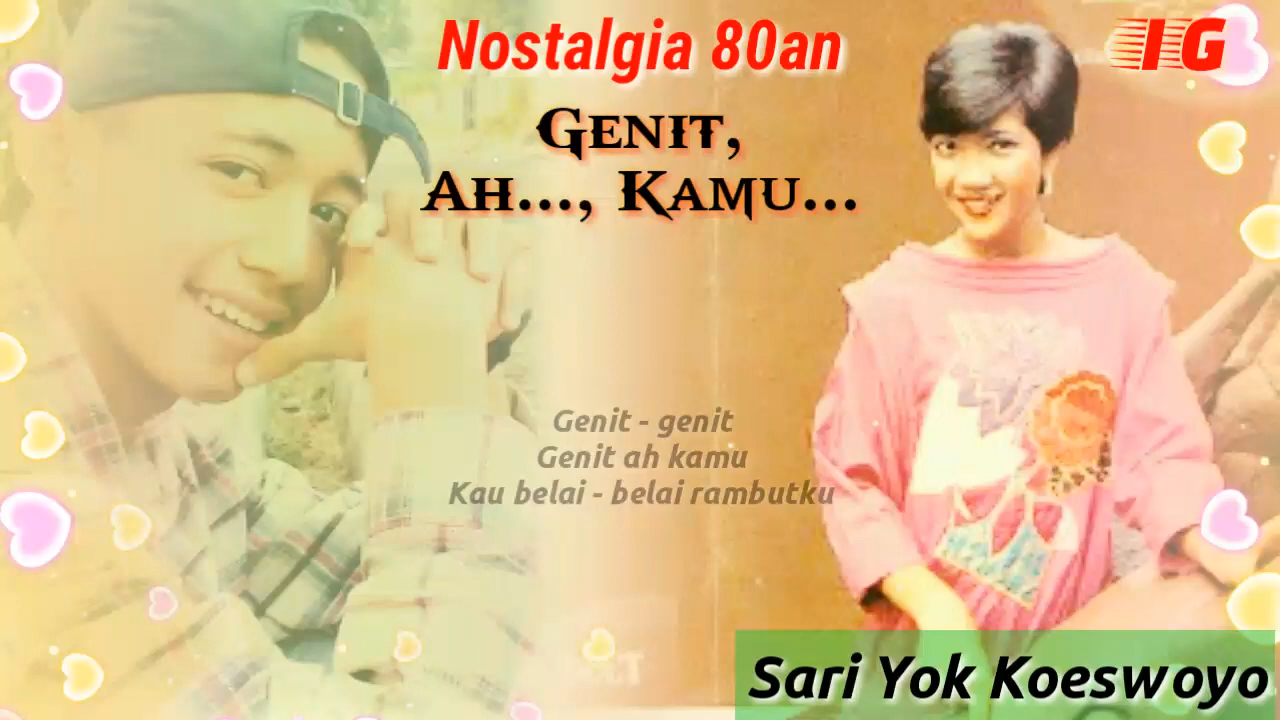 Nostalgia 80an
IG
Genit,
Ah..., Kamu...
Genit - genit
Genit ah kamu
Kau belai - belai rambutku
Sari Yok Koeswoyo